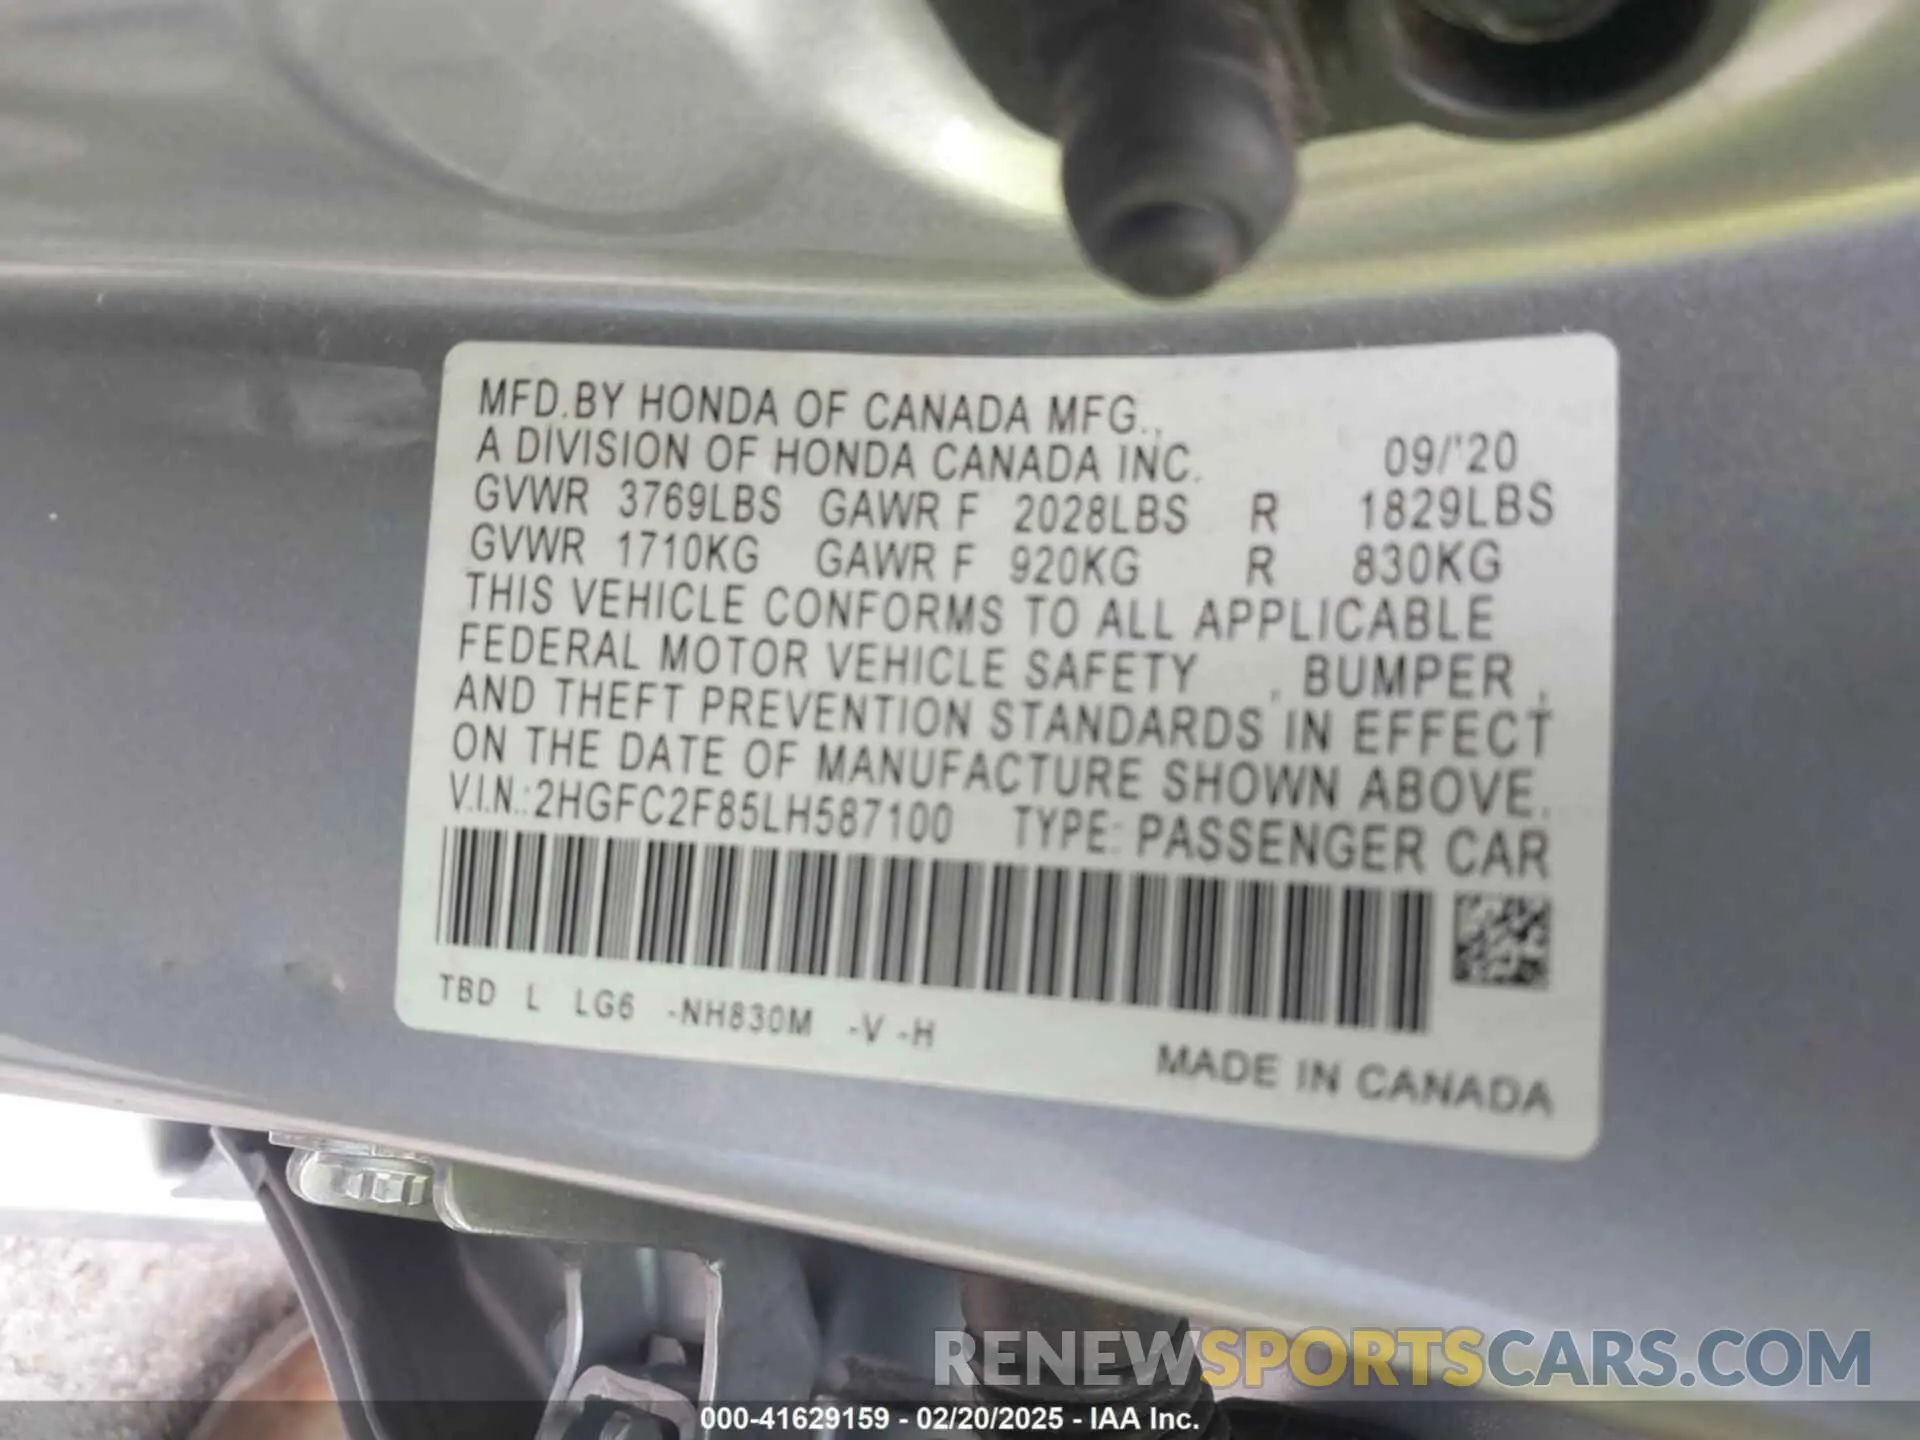 MFD.BY HONDA OF CANADA MFG.,
A DIVISION OF HONDA CANADA INC. 09/'20
GVWR 3769LBS GAWR F 2028LBS R 1829LBS
GVWR 1710KG GAWR F 920KG R 830KG
THIS VEHICLE CONFORMS TO ALL APPLICABLE
FEDERAL MOTOR VEHICLE SAFETY , BUMPER ,
AND THEFT PREVENTION STANDARDS IN EFFECT
ON THE DATE OF MANUFACTURE SHOWN ABOVE.
V.I.N.: 2HGFC2F85LH587100 TYPE: PASSENGER CAR
TBD L LG6 -NH830M -V -H
MADE IN CANADA
RENEWSPORTSCARS.COM
000-41629159 - 02/20/2025 - IAA Inc.